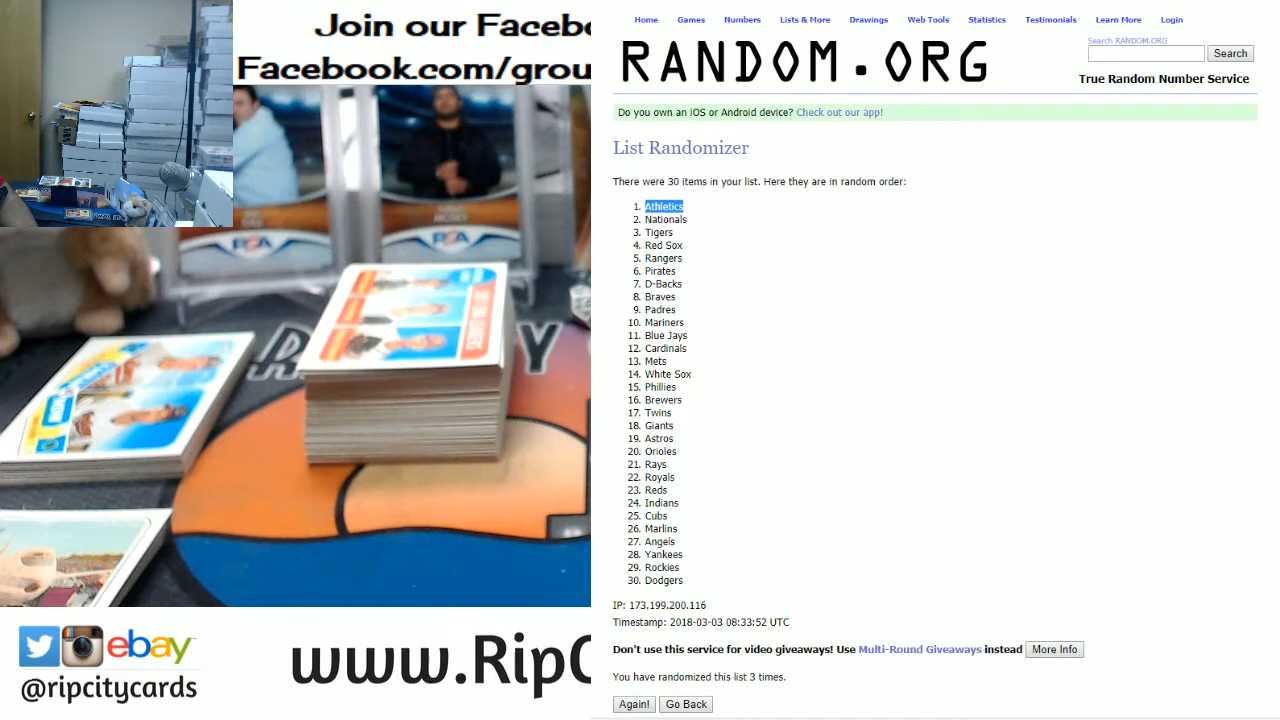 Join our Facebo
Facebook.com/grou
Home Games Numbers Lists & More Drawings Web Tools Statistics Testimonials Learn More Login
RANDOM.ORG
Search RANDOM.ORG
Search
True Random Number Service
Do you own an iOS or Android device? Check out our app!
List Randomizer
There were 30 items in your list. Here they are in random order:
1. Athletics
2. Nationals
3. Tigers
4. Red Sox
5. Rangers
6. Pirates
7. D-Backs
8. Braves
9. Padres
10. Mariners
11. Blue Jays
12. Cardinals
13. Mets
14. White Sox
15. Phillies
16. Brewers
17. Twins
18. Giants
19. Astros
20. Orioles
21. Rays
22. Royals
23. Reds
24. Indians
25. Cubs
26. Marlins
27. Angels
28. Yankees
29. Rockies
30. Dodgers
IP: 173.199.200.116
Timestamp: 2018-03-03 08:33:52 UTC
Don't use this service for video giveaways! Use Multi-Round Giveaways instead More Info
You have randomized this list 3 times.
Again! Go Back
ebay
@ripcitycards
www.RipC